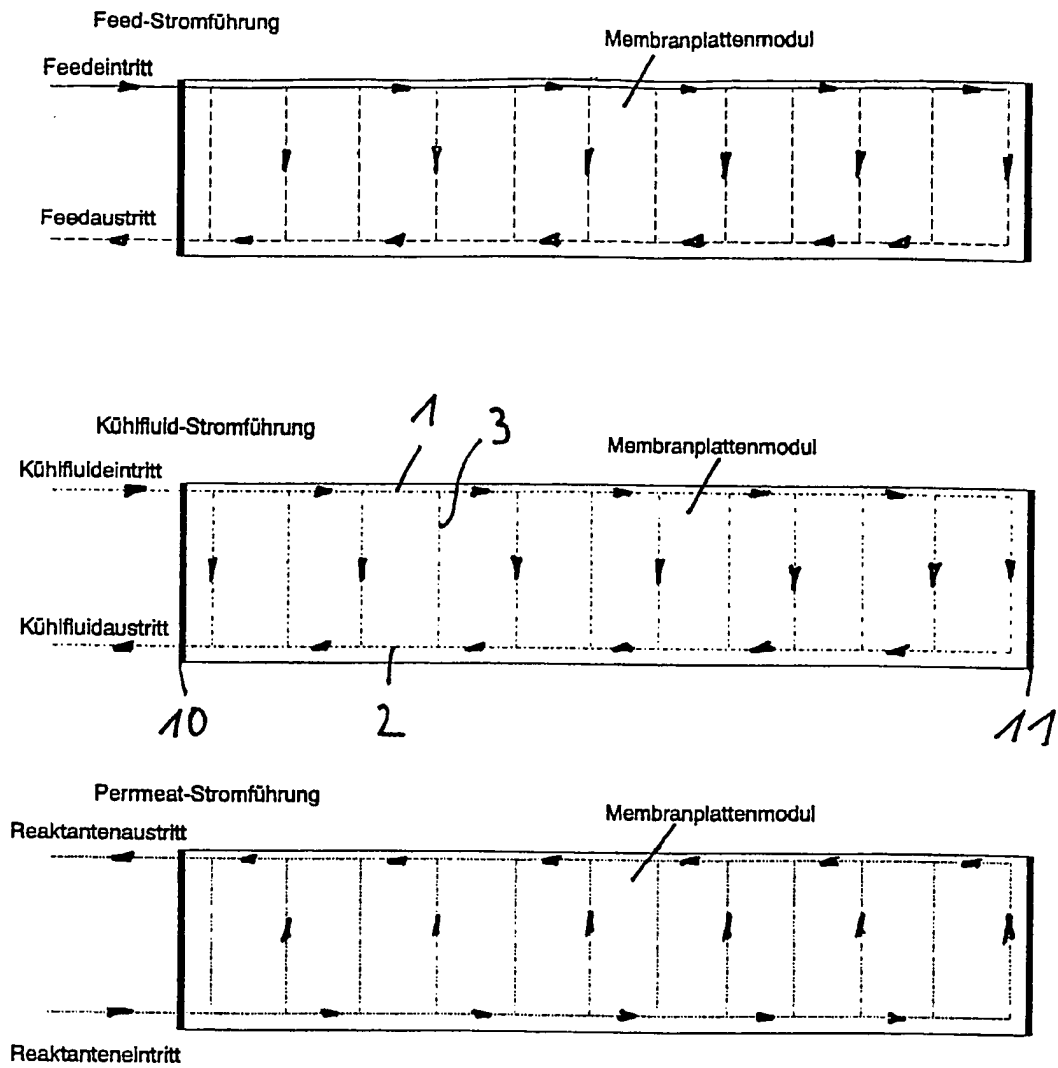 Feed-Stromführung
Membranplattenmodul
Feedeintritt
Feedaustritt
1
3
Kühlfluid-Stromführung
Membranplattenmodul
Kühlfluideintritt
Kühlfluidaustritt
10
2
11
Permeat-Stromführung
Membranplattenmodul
Reaktantenaustritt
Reaktanteneintritt